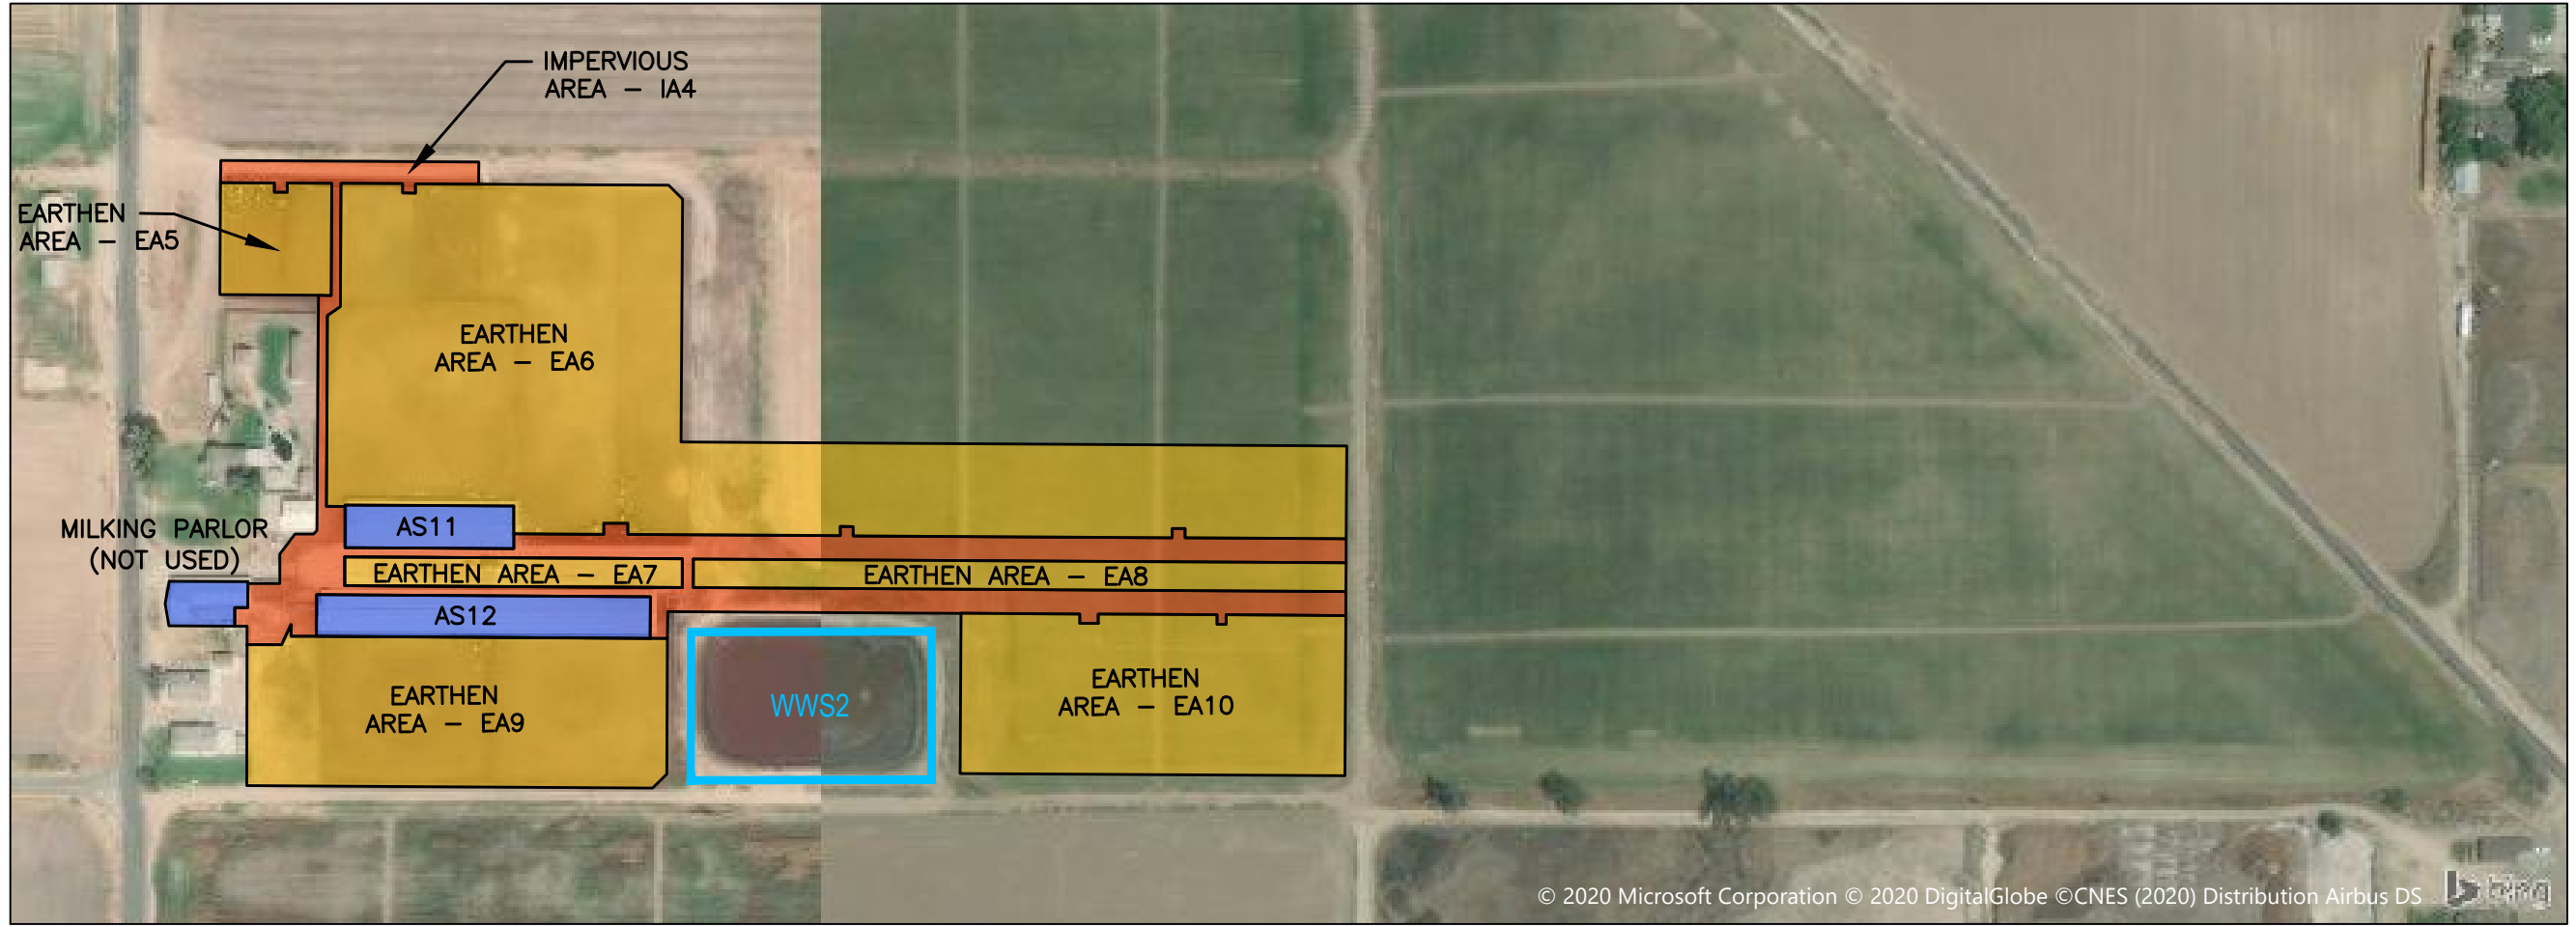 IMPERVIOUS
AREA – IA4
EARTHEN
AREA – EA5
EARTHEN
AREA – EA6
MILKING PARLOR
(NOT USED)
AS11
EARTHEN AREA – EA7
EARTHEN AREA – EA8
AS12
EARTHEN
AREA – EA9
WWS2
EARTHEN
AREA – EA10
© 2020 Microsoft Corporation © 2020 DigitalGlobe ©CNES (2020) Distribution Airbus DS
bing